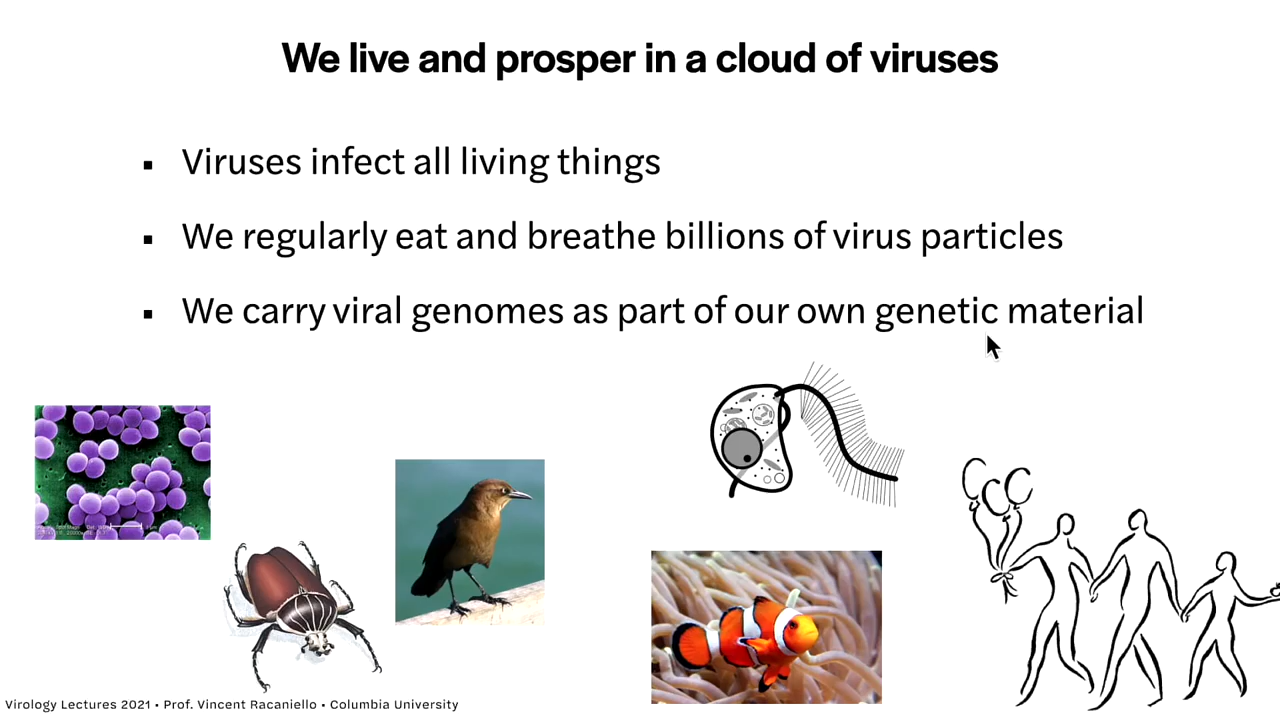 We live and prosper in a cloud of viruses
▪ Viruses infect all living things
▪ We regularly eat and breathe billions of virus particles
▪ We carry viral genomes as part of our own genetic material
Virology Lectures 2021 • Prof. Vincent Racaniello • Columbia University